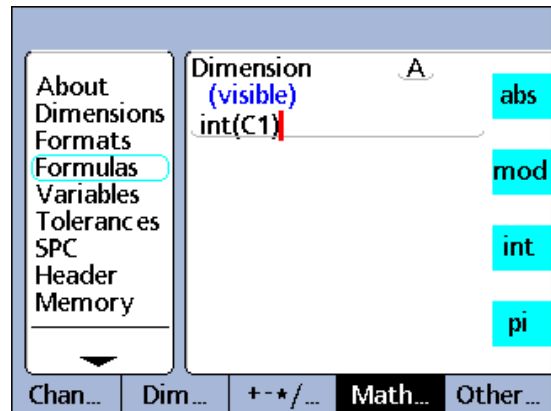 About
Dimensions
Formats
Formulas
Variables
Tolerances
SPC
Header
Memory
Dimension A
(visible)
int(C1)
abs
mod
int
pi
Chan... Dim... +-*/... Math... Other...